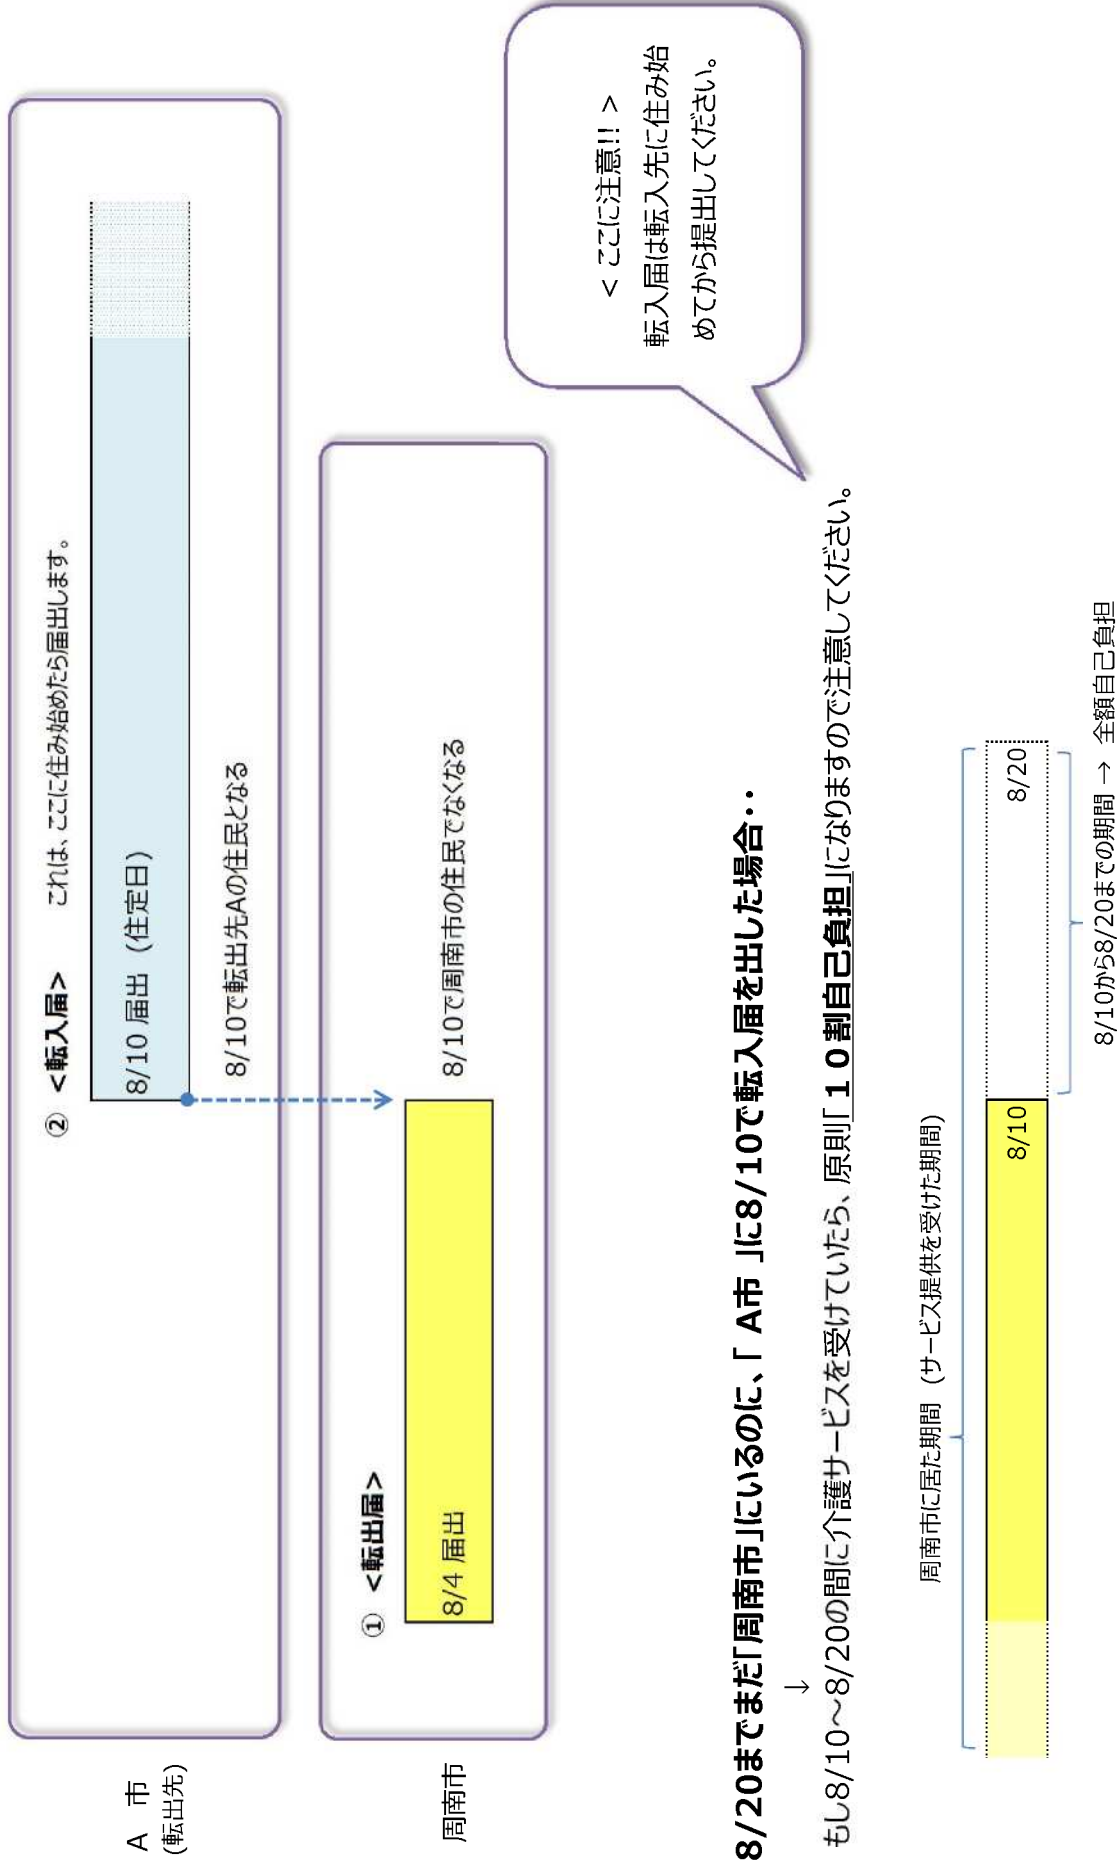 A 市
(転出先)
② <転入届> これは、ここに住み始めたら届出します。
8/10 届出 (住定日)
8/10で転出先Aの住民となる
周南市
① <転出届>
8/4 届出
8/10で周南市の住民でなくなる
< ここに注意!! >
転入届は転入先に住み始
めてから提出してください。
8/20までまだ「周南市」にいるのに、「 A市 」に8/10で転入届を出した場合・・
→
もし8/10～8/20の間に介護サービスを受けていたら、原則「１０割自己負担」になりますので注意してください。
周南市に居た期間 (サービス提供を受けた期間)
8/10
8/20
8/10から8/20までの期間 → 全額自己負担